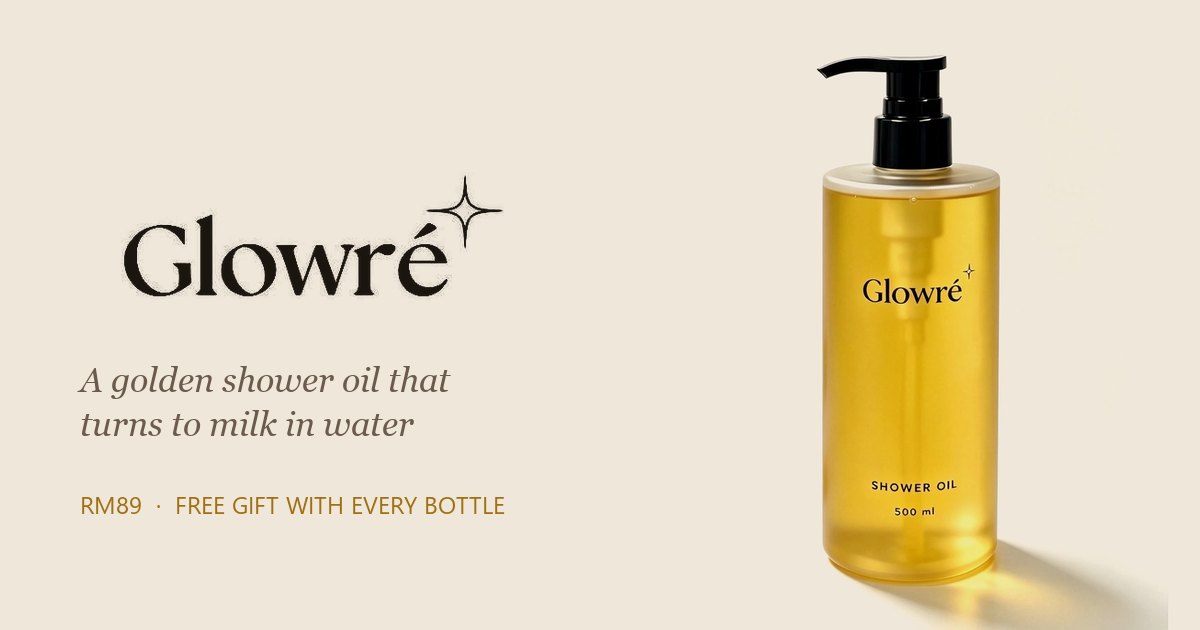 Glowré
A golden shower oil that
turns to milk in water
RM89 · FREE GIFT WITH EVERY BOTTLE
Glowré
SHOWER OIL
500 ml